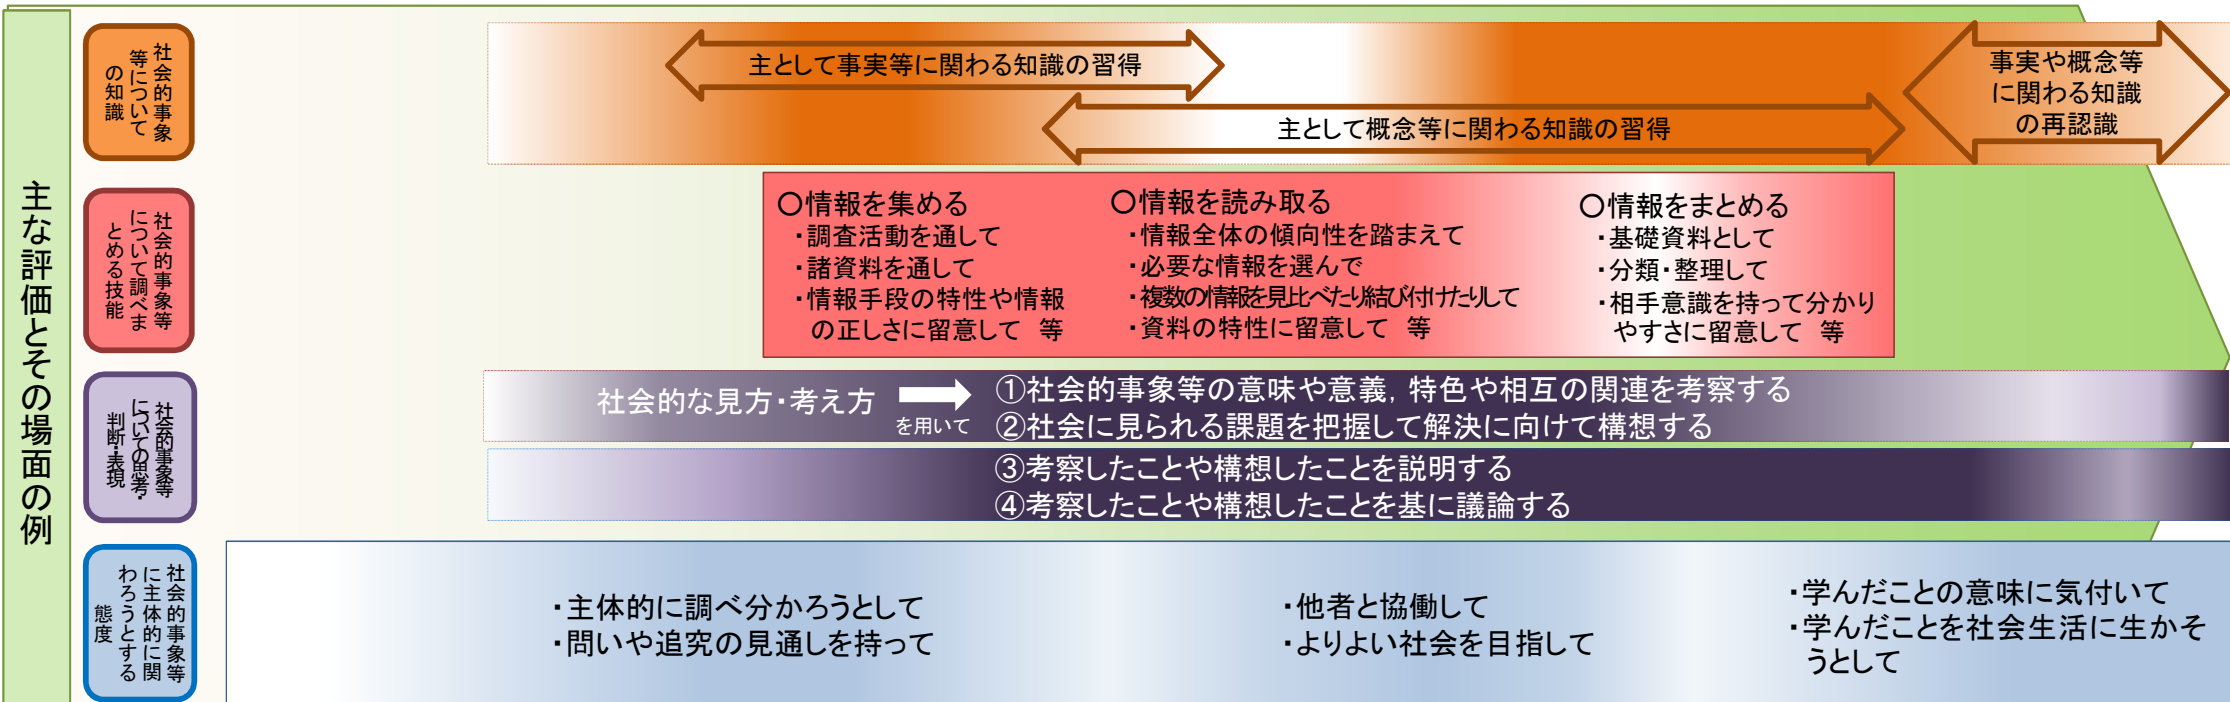 主な評価とその場面の例
社会的事象
等について
の知識
主として事実等に関わる知識の習得
主として概念等に関わる知識の習得
事実や概念等
に関わる知識
の再認識
社会的事象等
について調べま
とめる技能
○情報を集める
・調査活動を通して
・諸資料を通して
・情報手段の特性や情報
の正しさに留意して　等
○情報を読み取る
・情報全体の傾向性を踏まえて
・必要な情報を選んで
・複数の情報を見比べたり結び付けたりして
・資料の特性に留意して　等
○情報をまとめる
・基礎資料として
・分類・整理して
・相手意識を持って分かり
やすさに留意して　等
社会的事象等
についての思考・
判断・表現
社会的な見方・考え方
を用いて
①社会的事象等の意味や意義，特色や相互の関連を考察する
②社会に見られる課題を把握して解決に向けて構想する
③考察したことや構想したことを説明する
④考察したことや構想したことを基に議論する
社会的事象等
に主体的に関
わろうとする
態度
・主体的に調べ分かろうとして
・問いや追究の見通しを持って
・他者と協働して
・よりよい社会を目指して
・学んだことの意味に気付いて
・学んだことを社会生活に生かそ
うとして